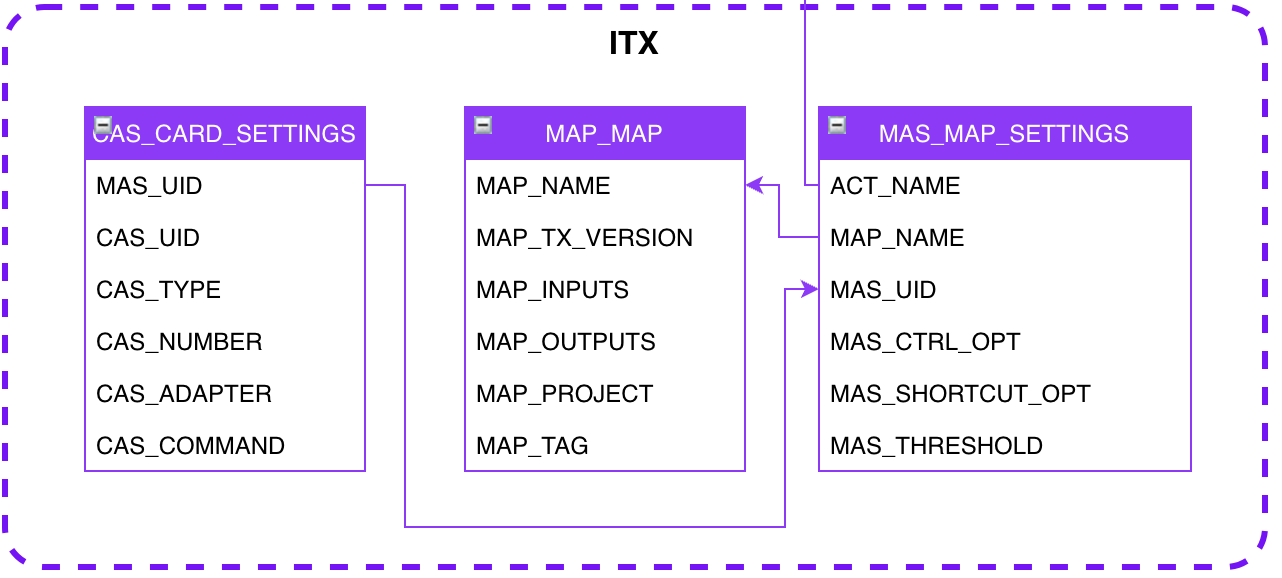 ITX
CAS_CARD_SETTINGS
MAS_UID
CAS_UID
CAS_TYPE
CAS_NUMBER
CAS_ADAPTER
CAS_COMMAND
MAP_MAP
MAP_NAME
MAP_TX_VERSION
MAP_INPUTS
MAP_OUTPUTS
MAP_PROJECT
MAP_TAG
MAS_MAP_SETTINGS
ACT_NAME
MAP_NAME
MAS_UID
MAS_CTRL_OPT
MAS_SHORTCUT_OPT
MAS_THRESHOLD